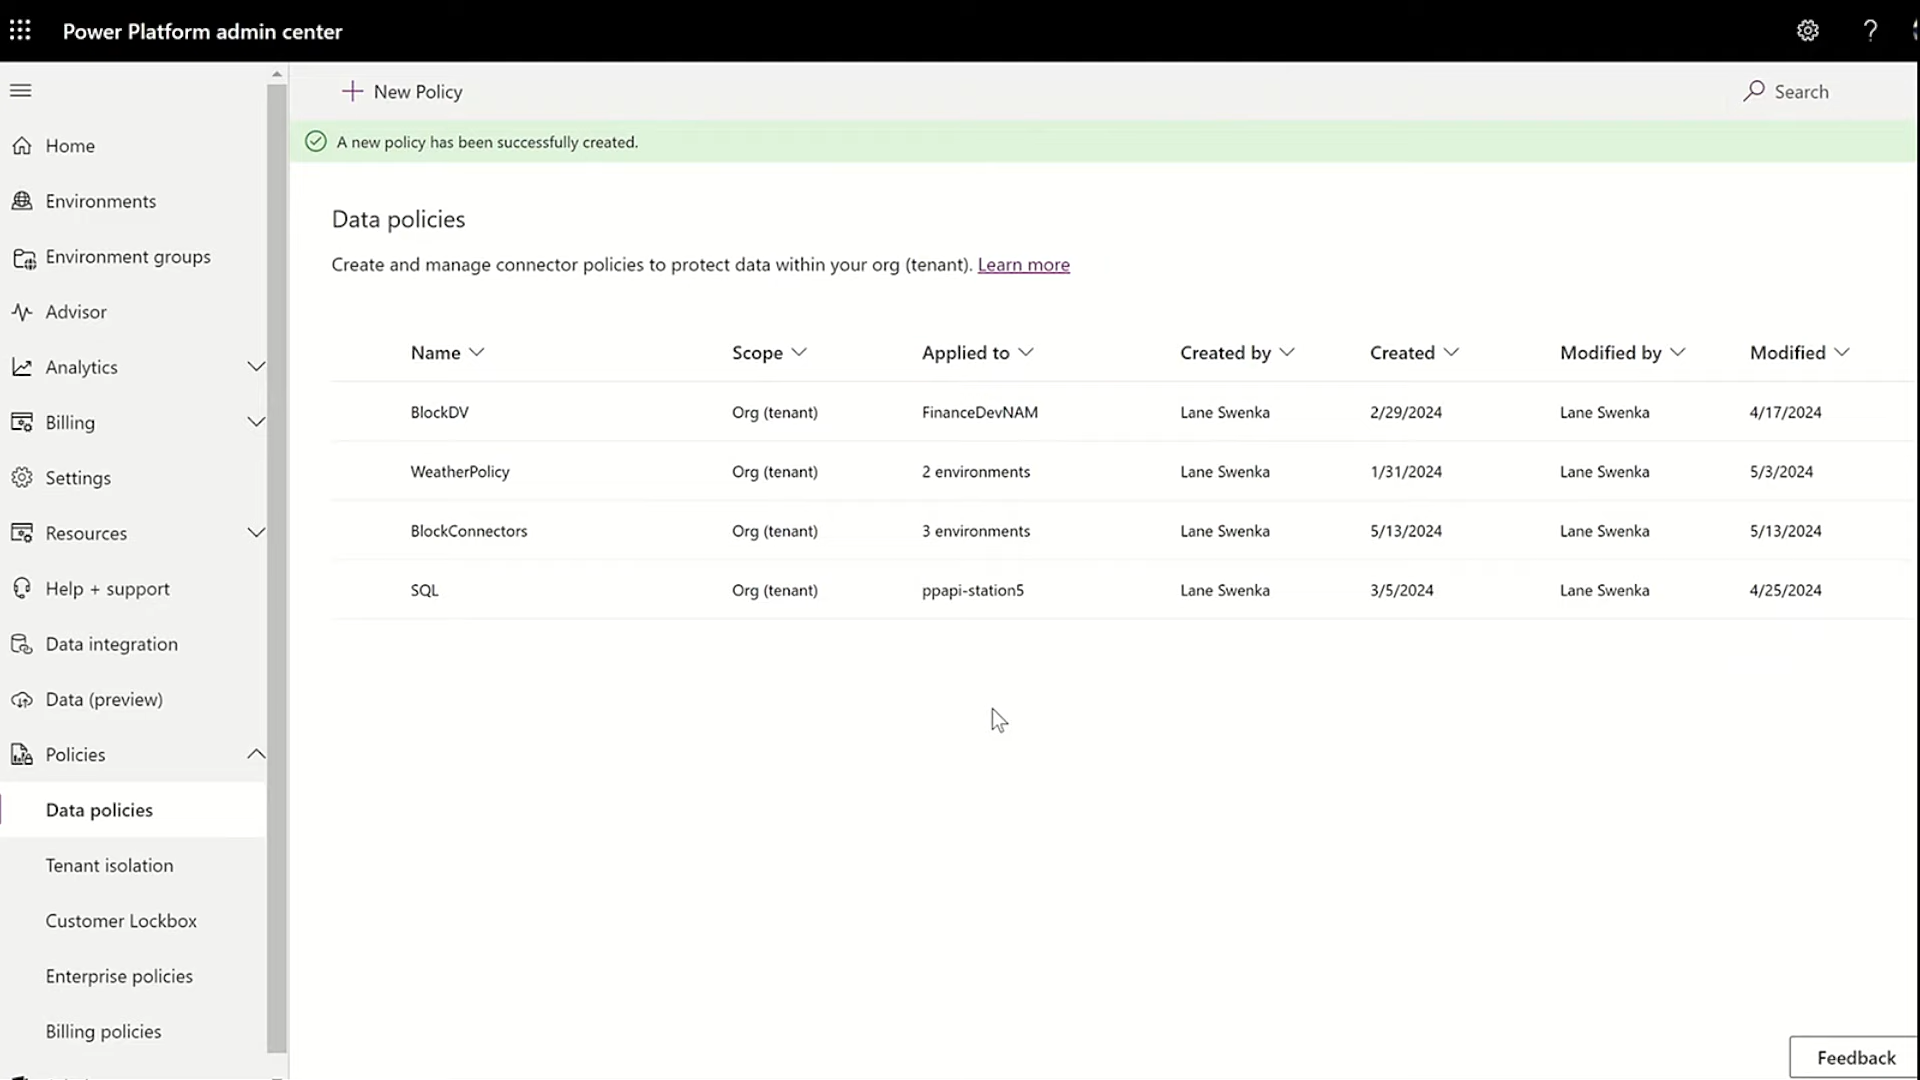 Power Platform admin center
?
New Policy
Search
A new policy has been successfully created.
Home
Environments
Environment groups
Advisor
Analytics
Billing
Settings
Resources
Help + support
Data integration
Data (preview)
Policies
Data policies
Tenant isolation
Customer Lockbox
Enterprise policies
Billing policies
Data policies
Create and manage connector policies to protect data within your org (tenant). Learn more
Name Scope Applied to Created by Created Modified by Modified
BlockDV Org (tenant) FinanceDevNAM Lane Swenka 2/29/2024 Lane Swenka 4/17/2024
WeatherPolicy Org (tenant) 2 environments Lane Swenka 1/31/2024 Lane Swenka 5/3/2024
BlockConnectors Org (tenant) 3 environments Lane Swenka 5/13/2024 Lane Swenka 5/13/2024
SQL Org (tenant) ppapi-station5 Lane Swenka 3/5/2024 Lane Swenka 4/25/2024
Feedback